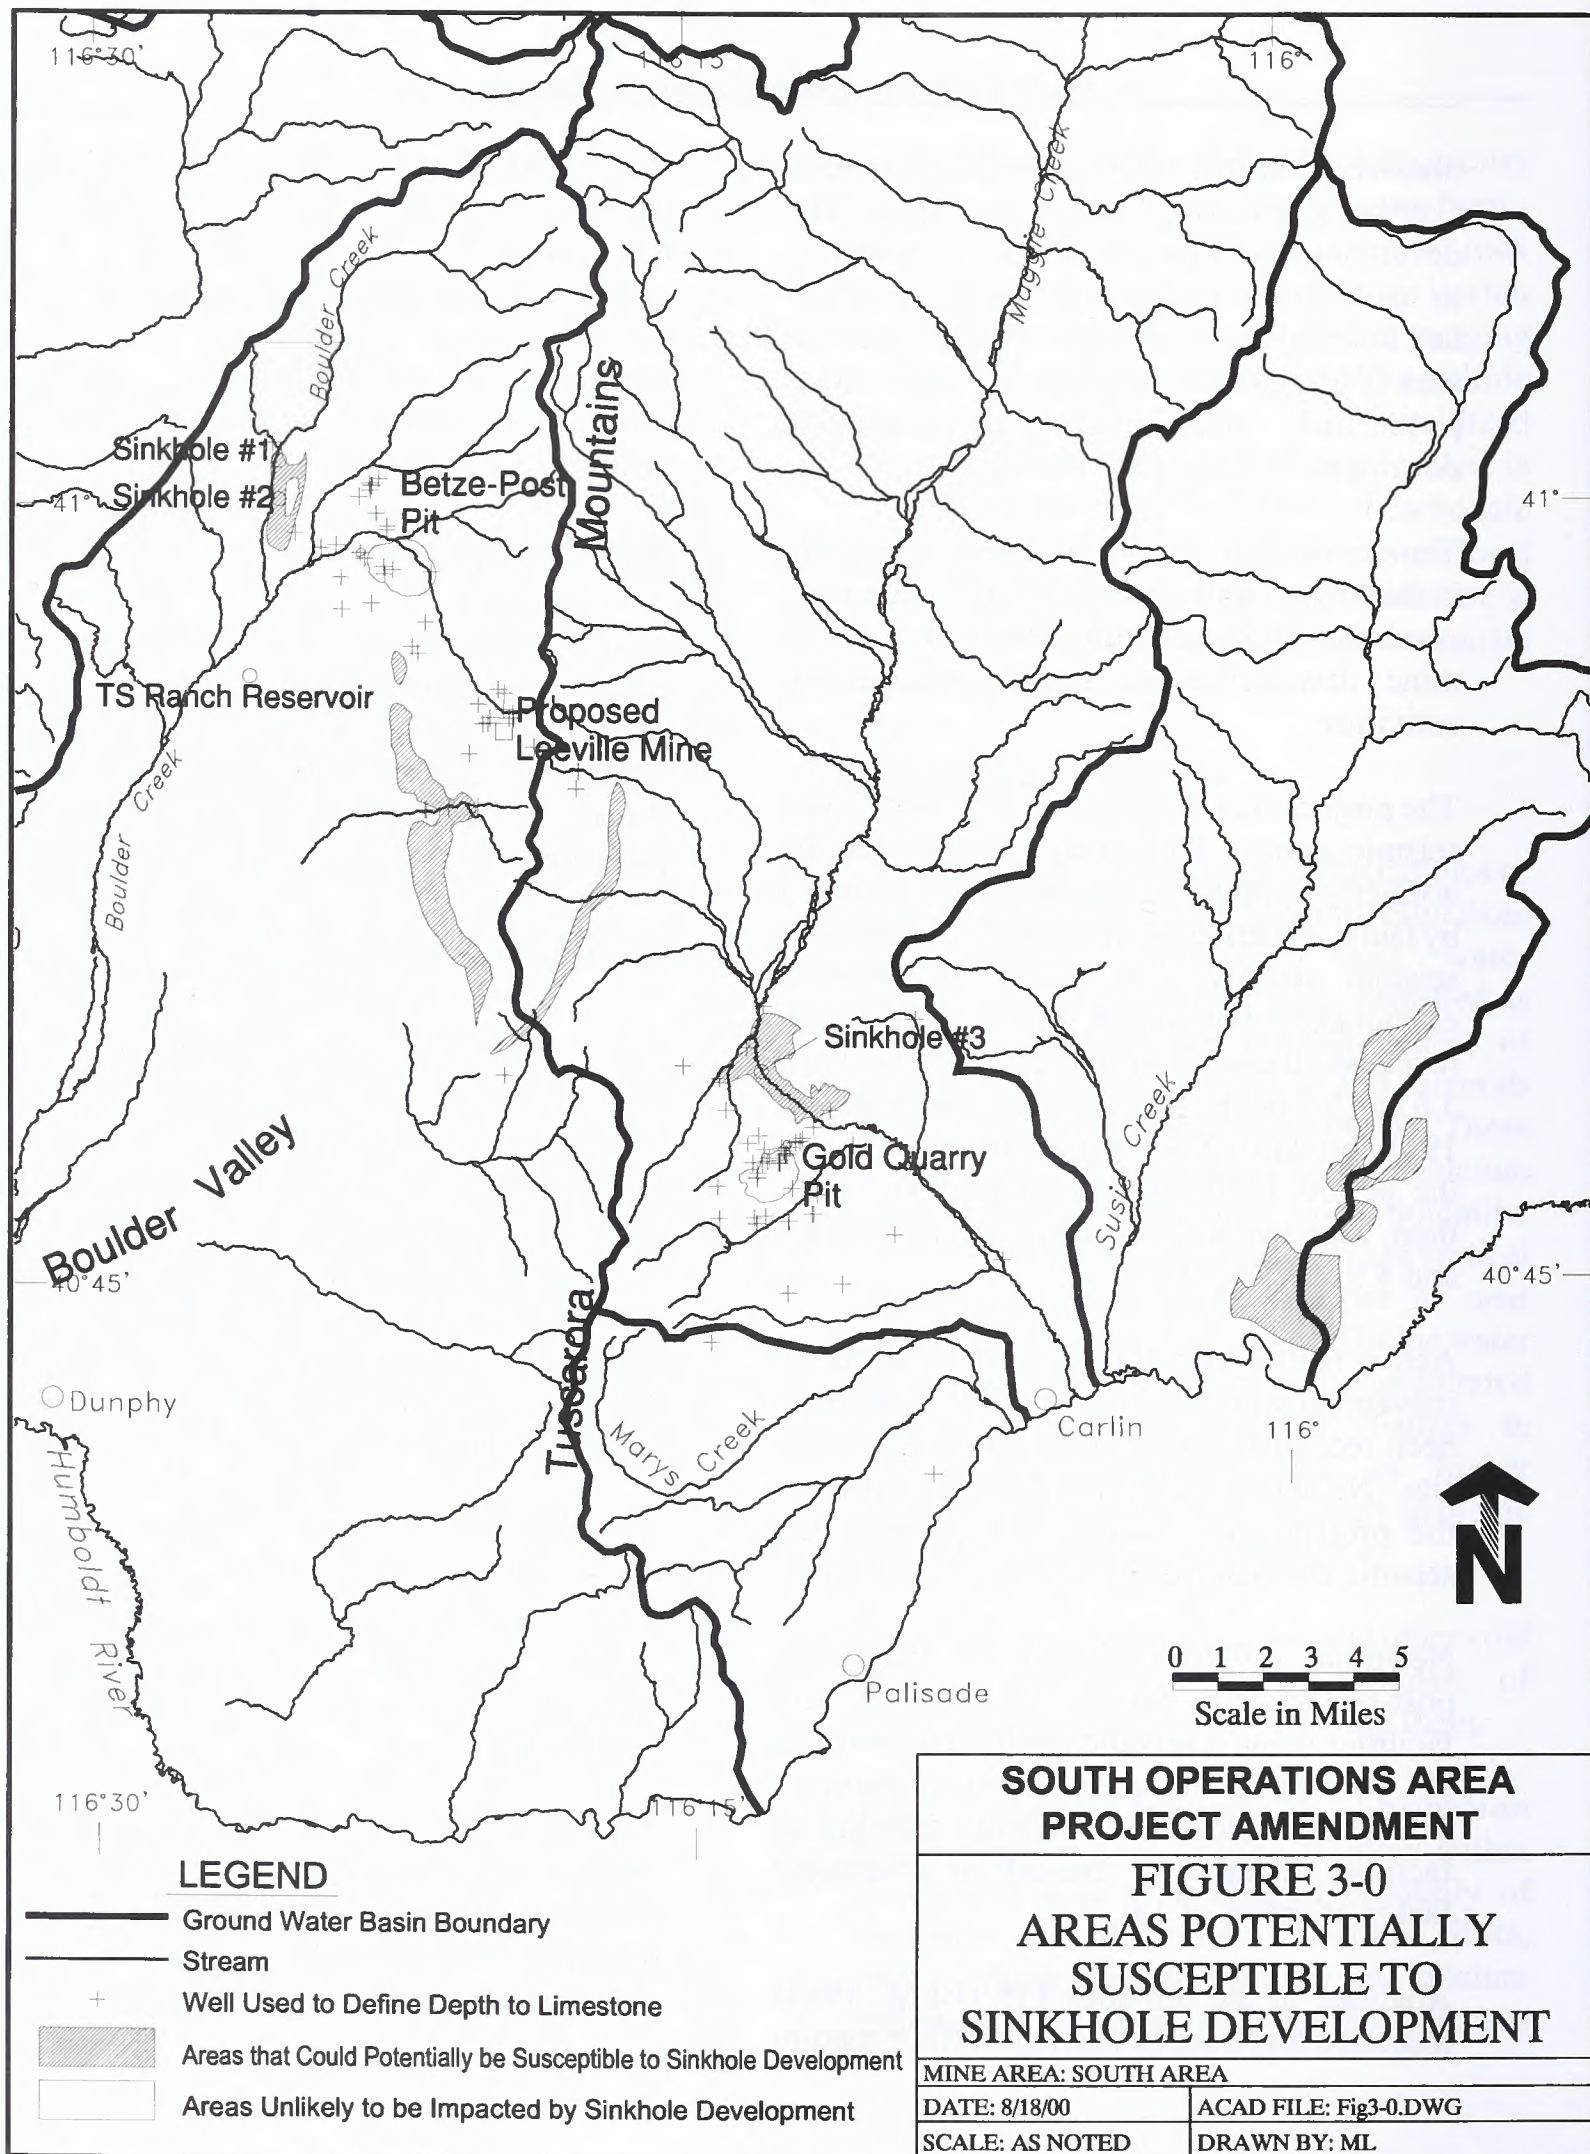 116°30'
116°15'
116°
Maggie Creek
Boulder Creek
Mountains
Sinkhole #1
Sinkhole #2
41°
41°
Betze-Post
Pit
TS Ranch Reservoir
Proposed
Leeville Mine
Boulder Creek
Sinkhole #3
Gold Quarry
Pit
Susie Creek
Boulder Valley
40°45'
40°45'
Tuscarora
Dunphy
Carlin
116°
Marys Creek
Humboldt River
N
Palisade
0 1 2 3 4 5
Scale in Miles
116°30'
116°15'
SOUTH OPERATIONS AREA
PROJECT AMENDMENT
LEGEND
Ground Water Basin Boundary
Stream
Well Used to Define Depth to Limestone
Areas that Could Potentially be Susceptible to Sinkhole Development
Areas Unlikely to be Impacted by Sinkhole Development
FIGURE 3-0
AREAS POTENTIALLY
SUSCEPTIBLE TO
SINKHOLE DEVELOPMENT
MINE AREA: SOUTH AREA
DATE: 8/18/00
ACAD FILE: Fig3-0.DWG
SCALE: AS NOTED
DRAWN BY: ML